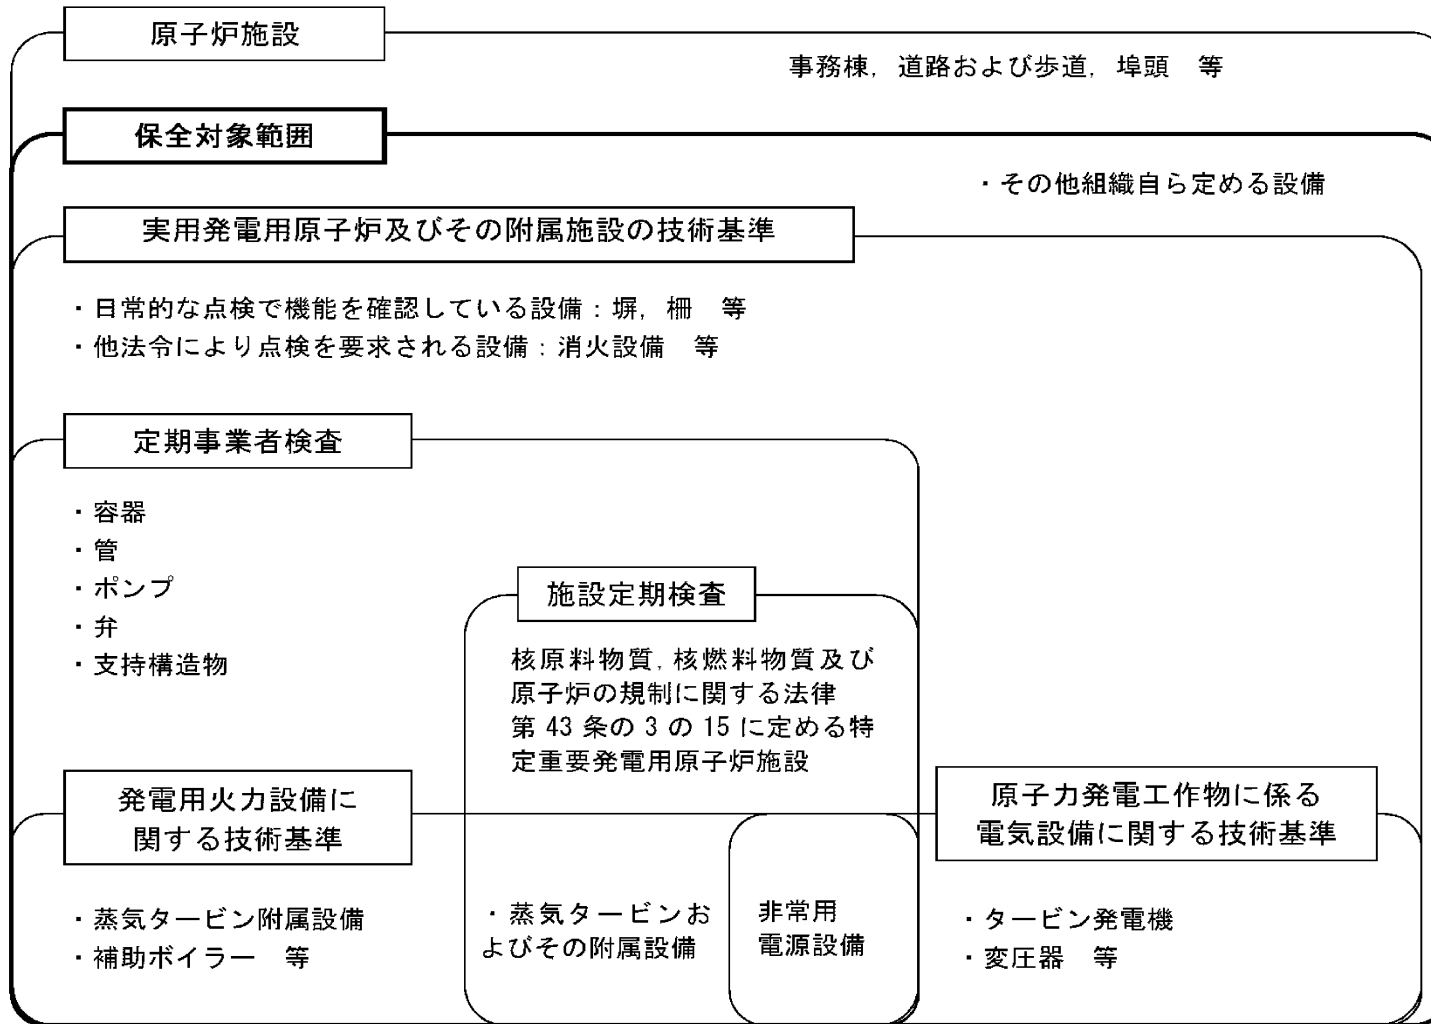 原子炉施設
事務棟，道路および歩道，埠頭　等
保全対象範囲
・その他組織自ら定める設備
実用発電用原子炉及びその附属施設の技術基準
・日常的な点検で機能を確認している設備：塀，柵　等
・他法令により点検を要求される設備：消火設備　等
定期事業者検査
・容器
・管
・ポンプ
・弁
・支持構造物
施設定期検査
核原料物質，核燃料物質及び
原子炉の規制に関する法律
第 43 条の 3 の 15 に定める特
定重要発電用原子炉施設
発電用火力設備に
関する技術基準
・蒸気タービン附属設備
・補助ボイラー　等
・蒸気タービンお
よびその附属設備
非常用
電源設備
原子力発電工作物に係る
電気設備に関する技術基準
・タービン発電機
・変圧器　等